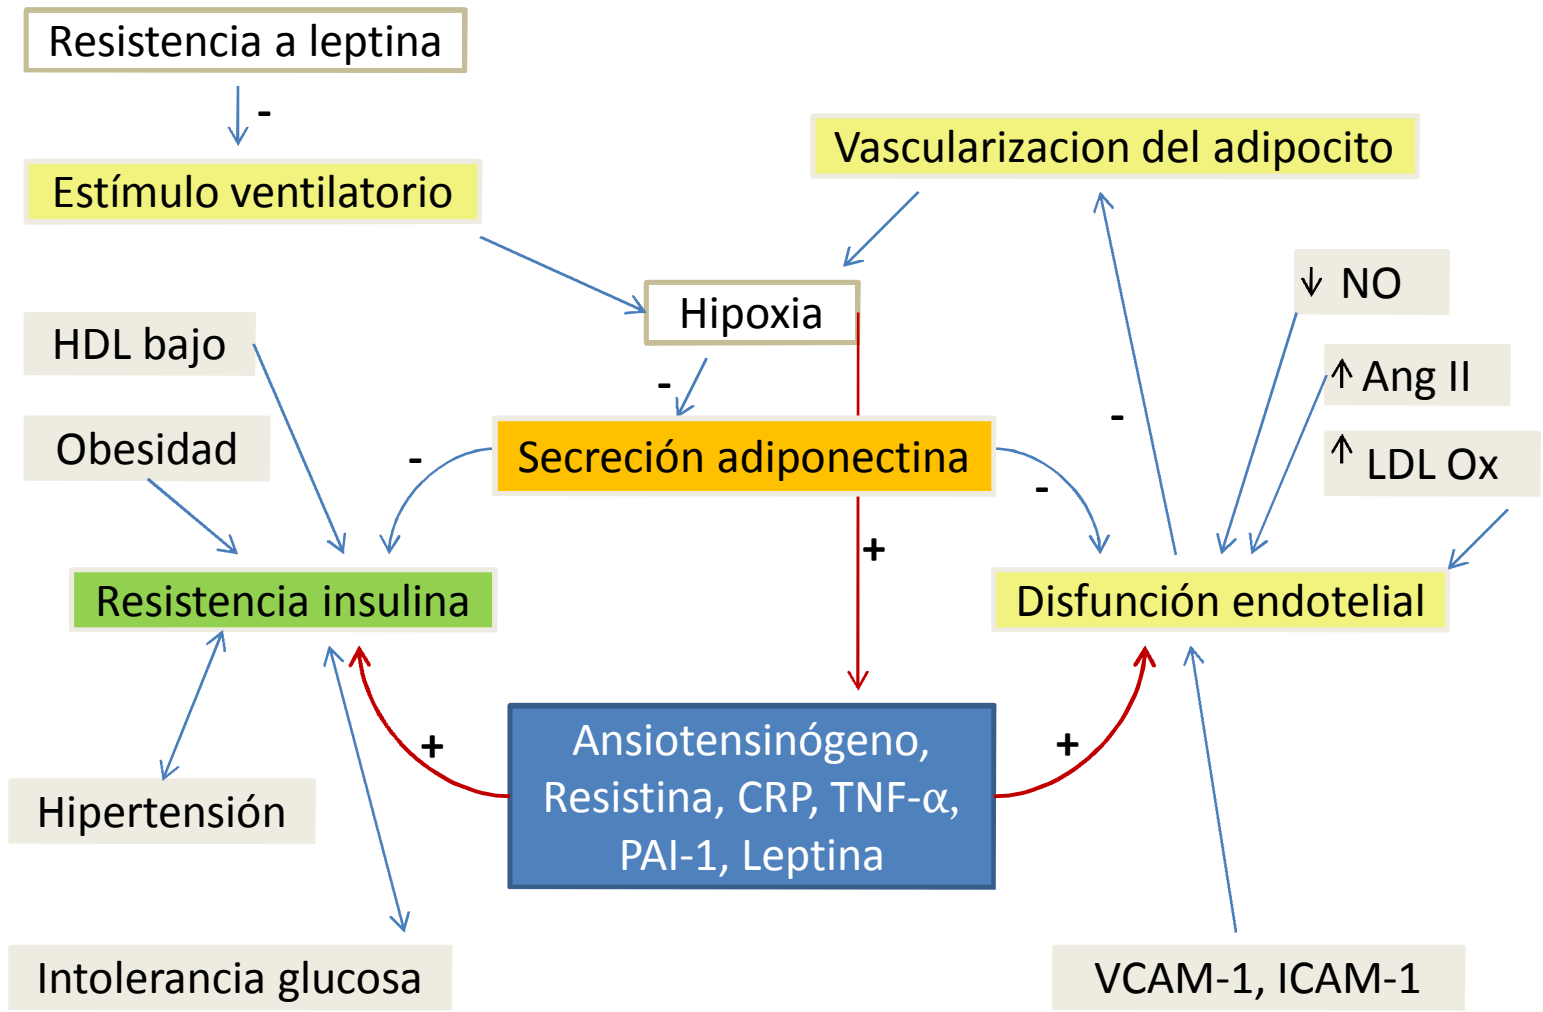 Resistencia a leptina
-
Estímulo ventilatorio
Vascularizacion del adipocito
Hipoxia
↓ NO
HDL bajo
↑ Ang II
-
-
Obesidad
-
Secreción adiponectina
-
↑ LDL Ox
+
Resistencia insulina
Disfunción endotelial
+
Ansiotensinógeno,
Resistina, CRP, TNF-α,
PAI-1, Leptina
+
Hipertensión
Intolerancia glucosa
VCAM-1, ICAM-1